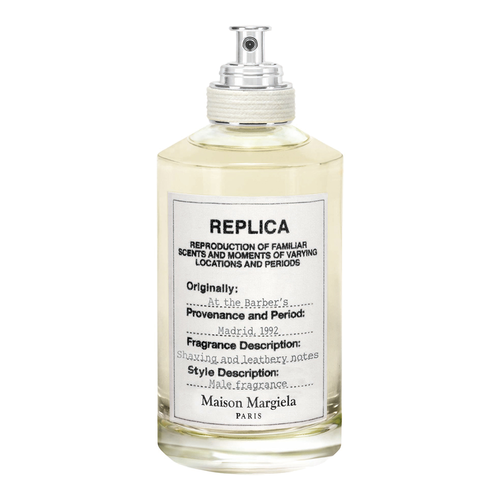 REPLICA
REPRODUCTION OF FAMILIAR
SCENTS AND MOMENTS OF VARYING
LOCATIONS AND PERIODS
Originally:
At the Barber's
Provenance and Period:
Madrid, 1992
Fragrance Description:
Shaving and leathery notes
Style Description:
Male fragrance
Maison Margiela
PARIS